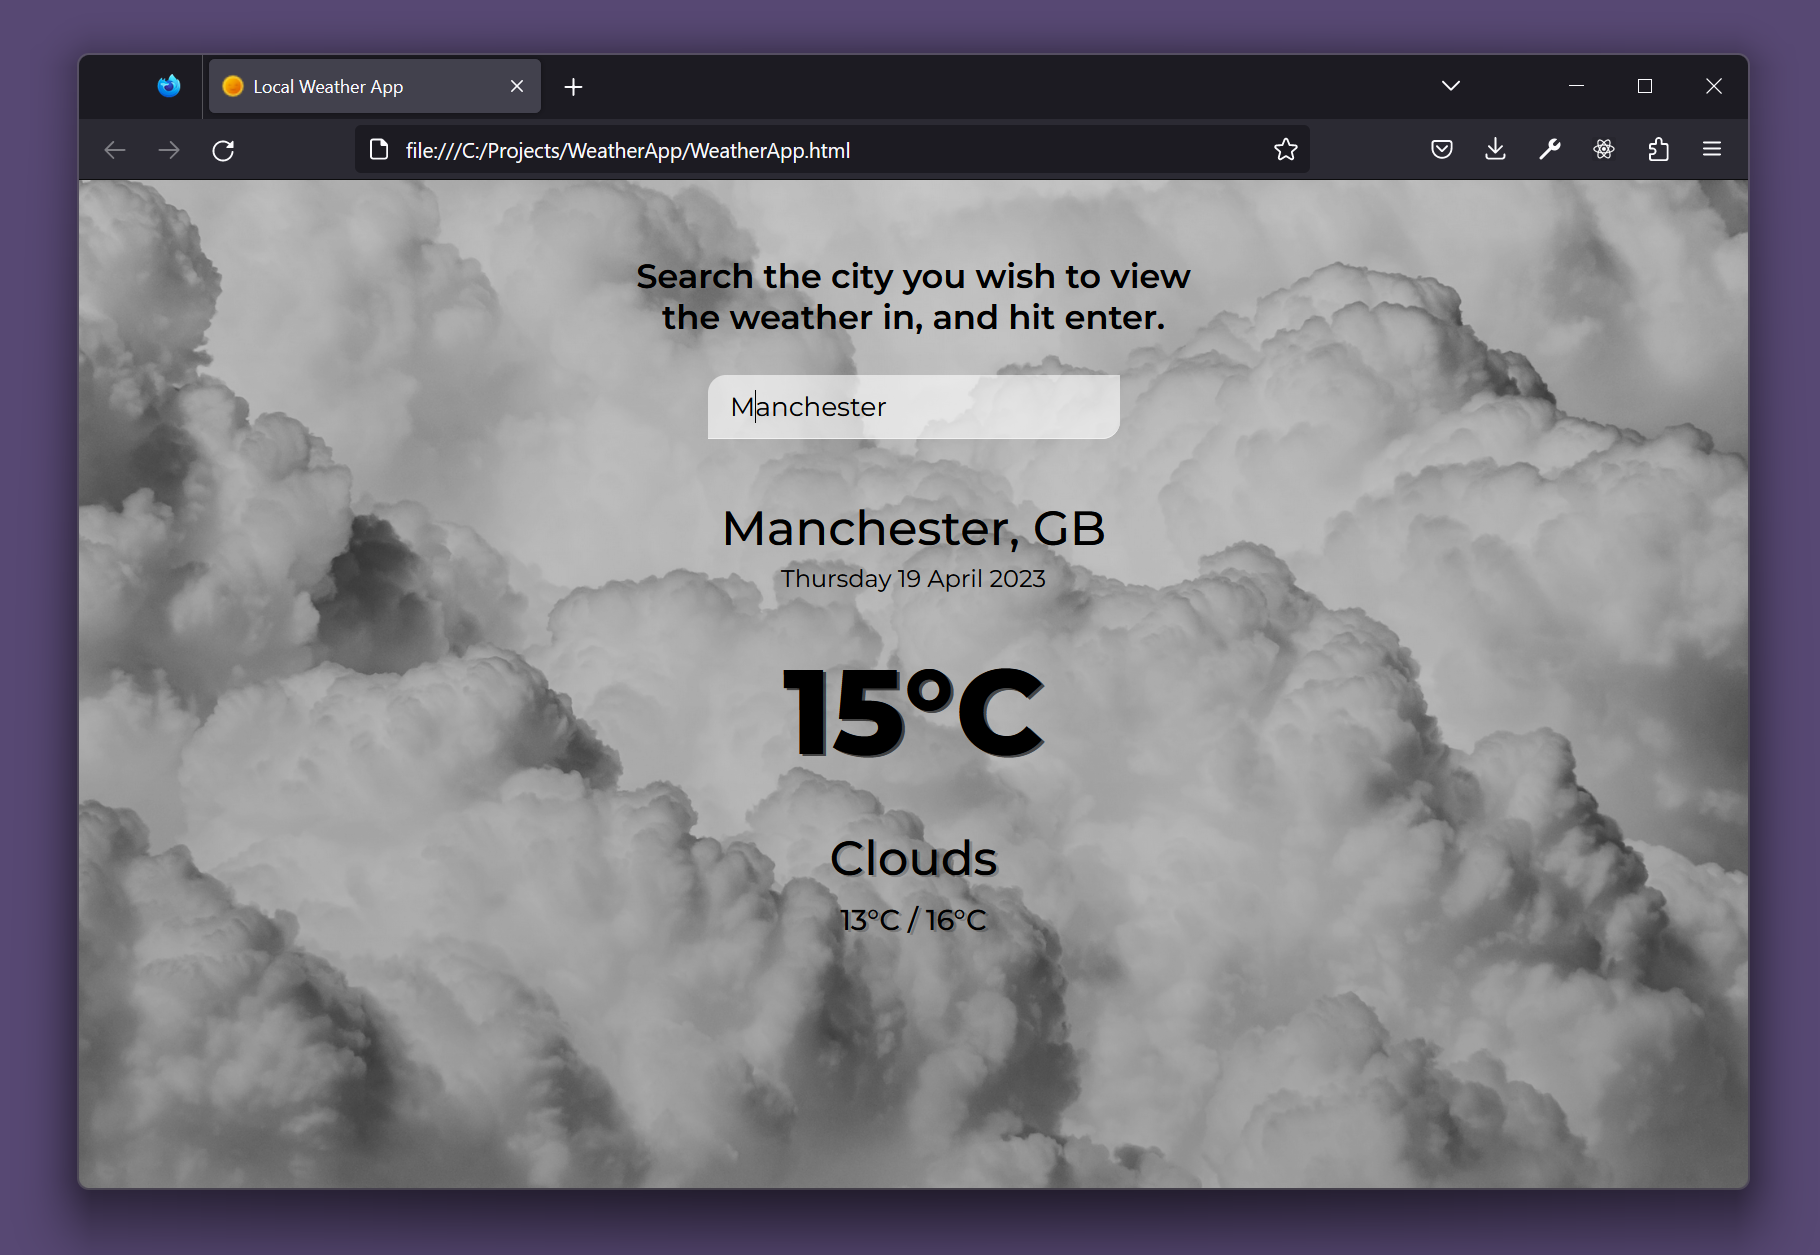 Local Weather App
file:///C:/Projects/WeatherApp/WeatherApp.html
Search the city you wish to view
the weather in, and hit enter.
Manchester
Manchester, GB
Thursday 19 April 2023
15°C
Clouds
13°C / 16°C